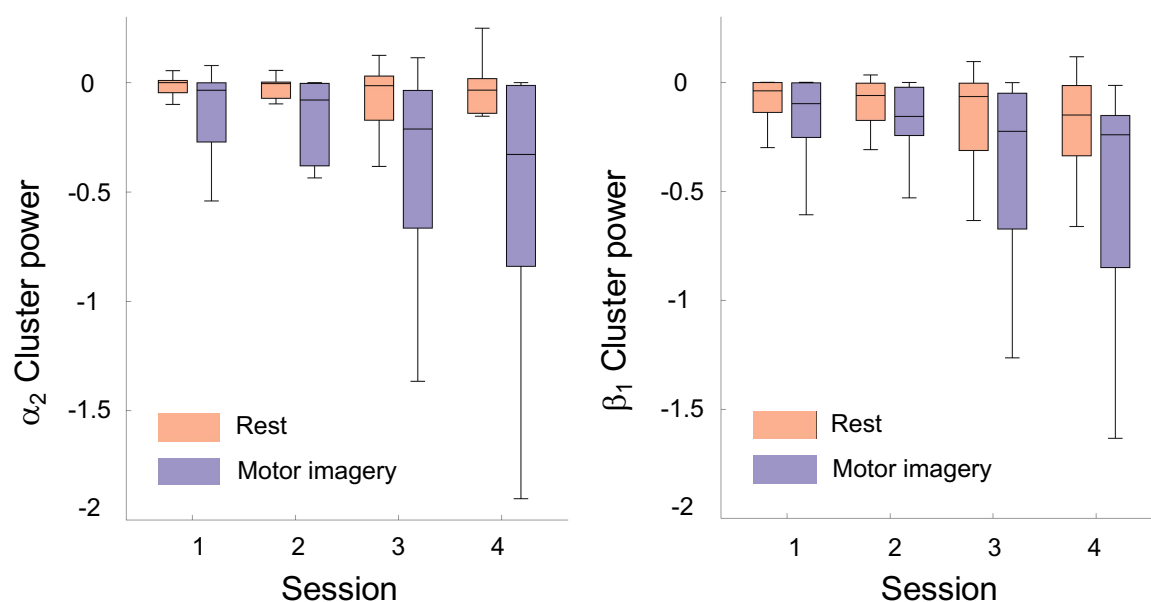 0
-0.5
-1
-1.5
-2
α₂ Cluster power
Rest
Motor imagery
1 2 3 4
Session
0
-0.5
-1
-1.5
-2
β₁ Cluster power
Rest
Motor imagery
1 2 3 4
Session